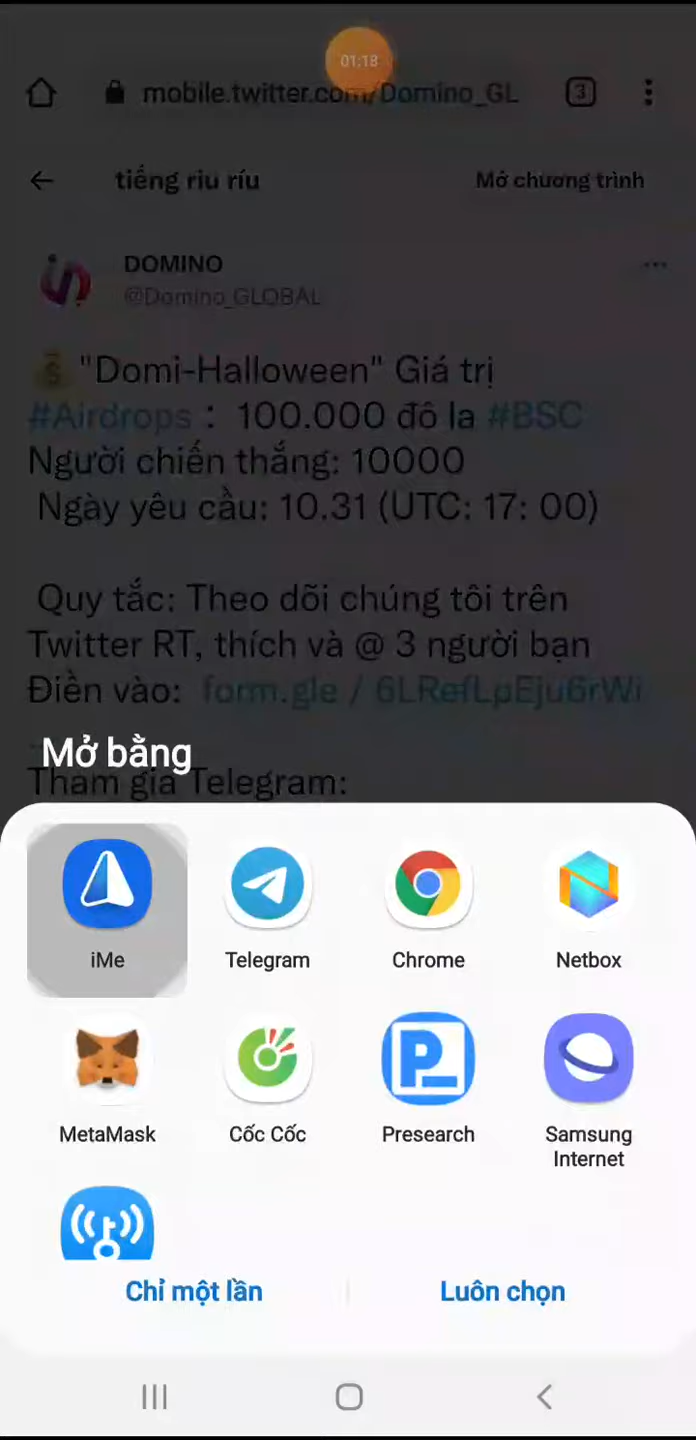 01:18
mobile.twitter.com/Domino_GL
3
tiếng riu ríu
Mở chương trình
DOMINO
@Domino_GLOBAL
"Domi-Halloween" Giá trị
#Airdrops : 100.000 đô la #BSC
Người chiến thắng: 10000
Ngày yêu cầu: 10.31 (UTC: 17: 00)
Quy tắc: Theo dõi chúng tôi trên
Twitter RT, thích và @ 3 người bạn
Điền vào: form.gle / 6LRefLpEju6rWi
Mở bằng
Tham gia Telegram:
iMe
Telegram
Chrome
Netbox
MetaMask
Cốc Cốc
Presearch
Samsung
Internet
Chỉ một lần
Luôn chọn